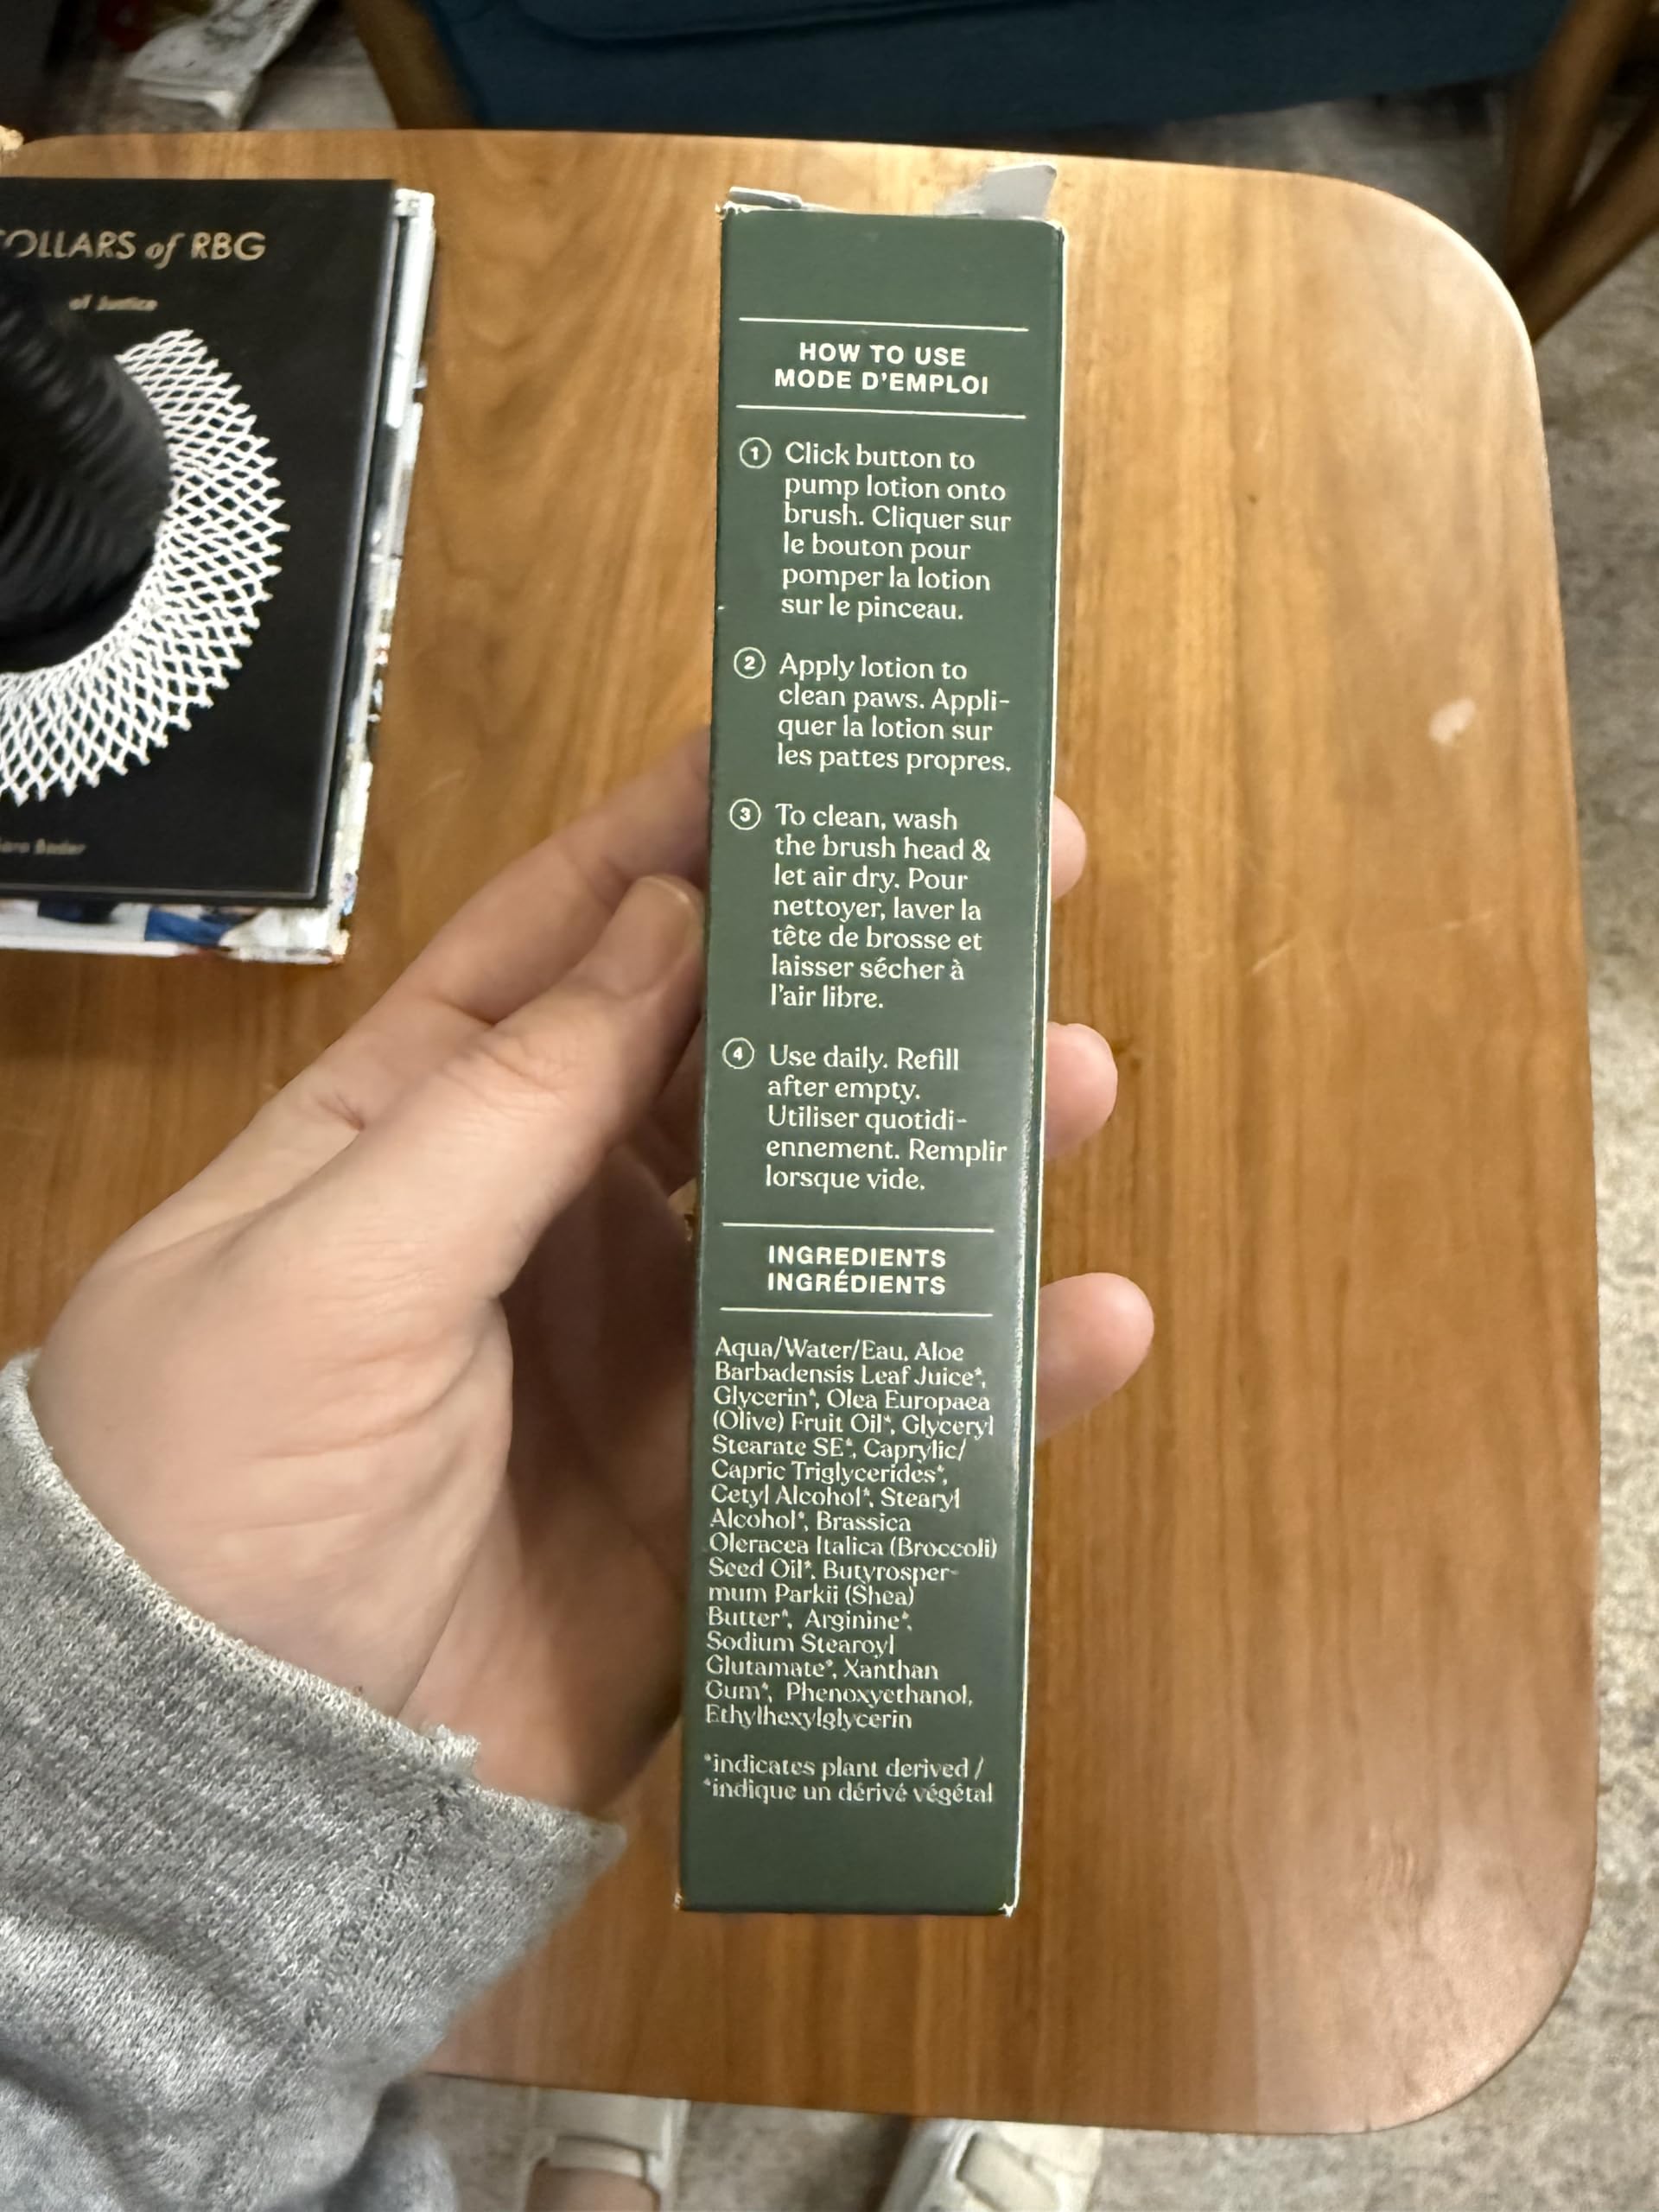 OLLARS of RBG
of Justice
HOW TO USE
MODE D'EMPLOI
1 Click button to
pump lotion onto
brush. Cliquer sur
le bouton pour
pomper la lotion
sur le pinceau.
2 Apply lotion to
clean paws. Appli-
quer la lotion sur
les pattes propres.
3 To clean, wash
the brush head &
let air dry. Pour
nettoyer, laver la
tête de brosse et
laisser sécher à
l'air libre.
4 Use daily. Refill
after empty.
Utiliser quotidi-
ennement. Remplir
lorsque vide.
INGREDIENTS
INGRÉDIENTS
Aqua/Water/Eau, Aloe
Barbadensis Leaf Juice*,
Glycerin*, Olea Europaea
(Olive) Fruit Oil*, Glyceryl
Stearate SE*, Caprylic/
Capric Triglycerides*,
Cetyl Alcohol*, Stearyl
Alcohol*, Brassica
Oleracea Italica (Broccoli)
Seed Oil*, Butyrosper-
mum Parkii (Shea)
Butter*, Arginine*,
Sodium Stearoyl
Glutamate*, Xanthan
Gum*, Phenoxyethanol,
Ethylhexylglycerin
*indicates plant derived /
*indique un dérivé végétal